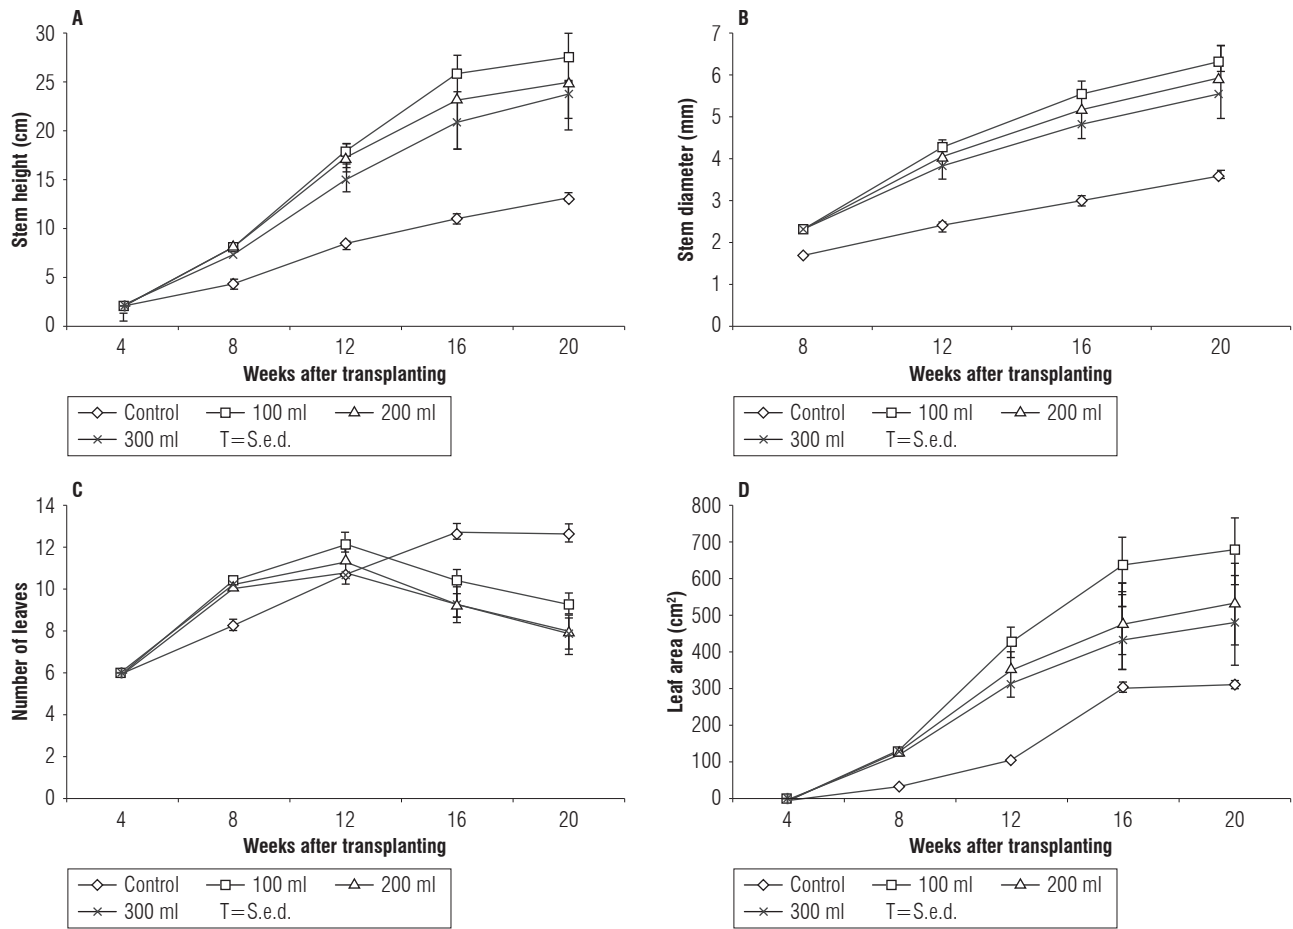 A
30
25
20
15
10
5
0
Stem height (cm)
4 8 12 16 20
Weeks after transplanting
Control 100 ml 200 ml
300 ml T=S.e.d.
B
7
6
5
4
3
2
1
0
Stem diameter (mm)
8 12 16 20
Weeks after transplanting
Control 100 ml 200 ml
300 ml T=S.e.d.
C
14
12
10
8
6
4
2
0
Number of leaves
4 8 12 16 20
Weeks after transplanting
Control 100 ml 200 ml
300 ml T=S.e.d.
D
800
700
600
500
400
300
200
100
0
Leaf area (cm²)
4 8 12 16 20
Weeks after transplanting
Control 100 ml 200 ml
300 ml T=S.e.d.